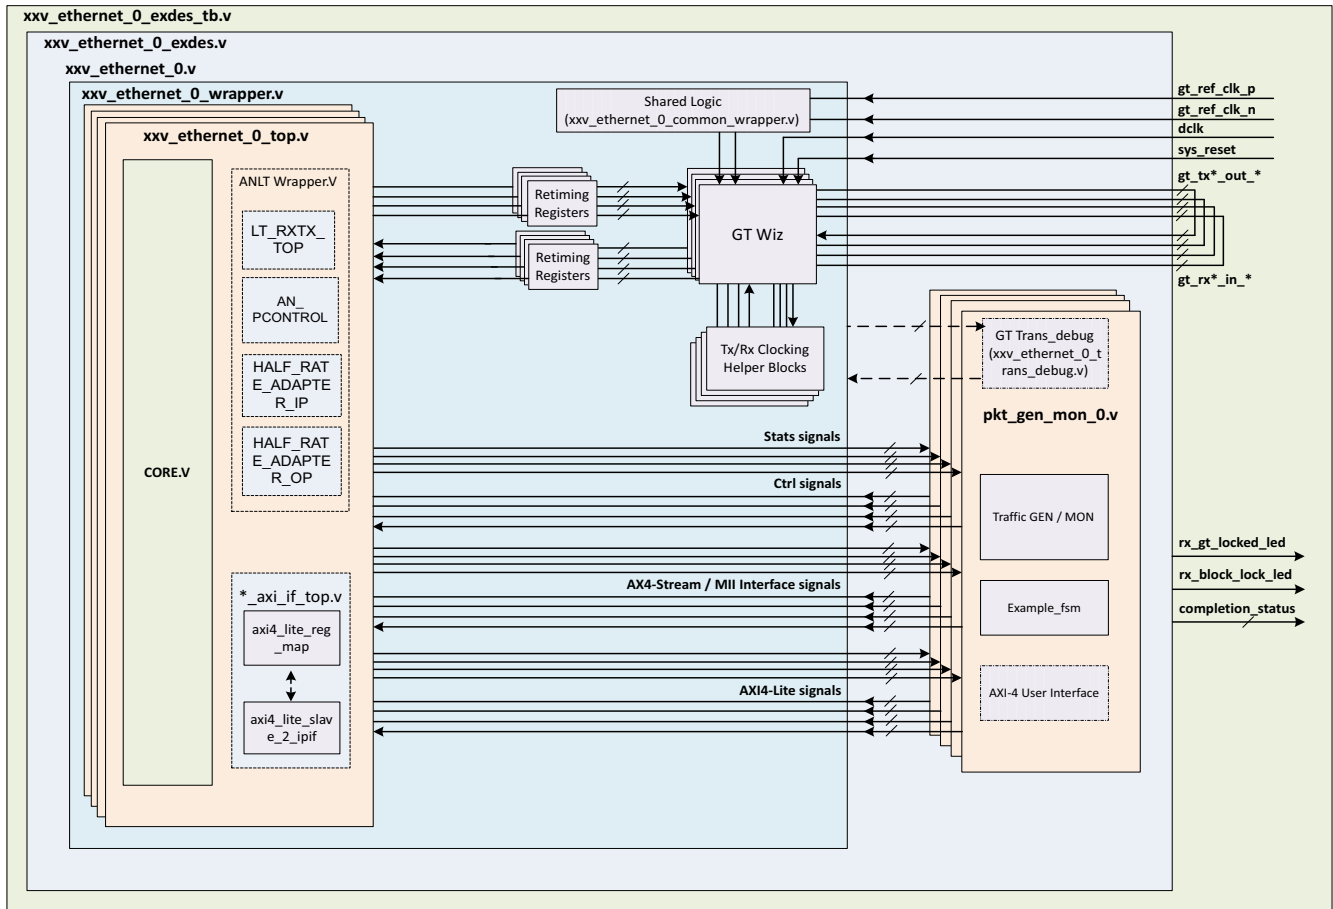 xxv_ethernet_0_exdes_tb.v
xxv_ethernet_0_exdes.v
xxv_ethernet_0.v
xxv_ethernet_0_wrapper.v
xxv_ethernet_0_top.v
CORE.V
ANLT Wrapper.V
LT_RXTX_
TOP
AN_
PCONTROL
HALF_RAT
E_ADAPTE
R_IP
HALF_RAT
E_ADAPTE
R_OP
*_axi_if_top.v
axi4_lite_reg
_map
axi4_lite_slav
e_2_ipif
Retiming
Registers
Retiming
Registers
Shared Logic
(xxv_ethernet_0_common_wrapper.v)
GT Wiz
Tx/Rx Clocking
Helper Blocks
Stats signals
Ctrl signals
AX4-Stream / MII Interface signals
AXI4-Lite signals
GT Trans_debug
(xxv_ethernet_0_t
rans_debug.v)
pkt_gen_mon_0.v
Traffic GEN / MON
Example_fsm
AXI-4 User Interface
gt_ref_clk_p
gt_ref_clk_n
dclk
sys_reset
gt_tx*_out_*
gt_rx*_in_*
rx_gt_locked_led
rx_block_lock_led
completion_status